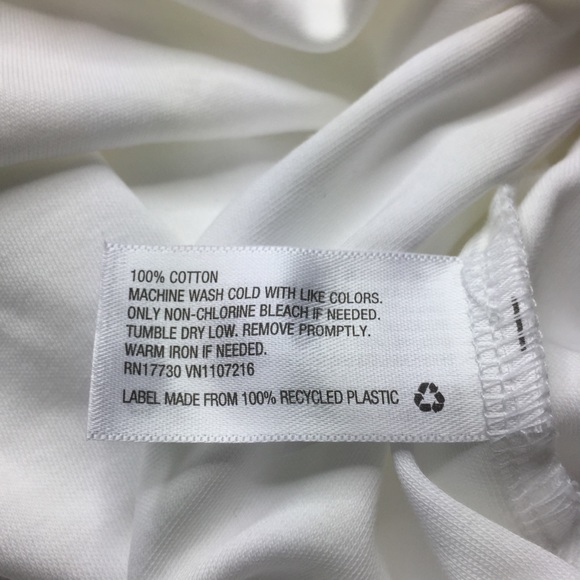 100% COTTON
MACHINE WASH COLD WITH LIKE COLORS.
ONLY NON-CHLORINE BLEACH IF NEEDED.
TUMBLE DRY LOW. REMOVE PROMPTLY.
WARM IRON IF NEEDED.
RN17730 VN1107216
LABEL MADE FROM 100% RECYCLED PLASTIC